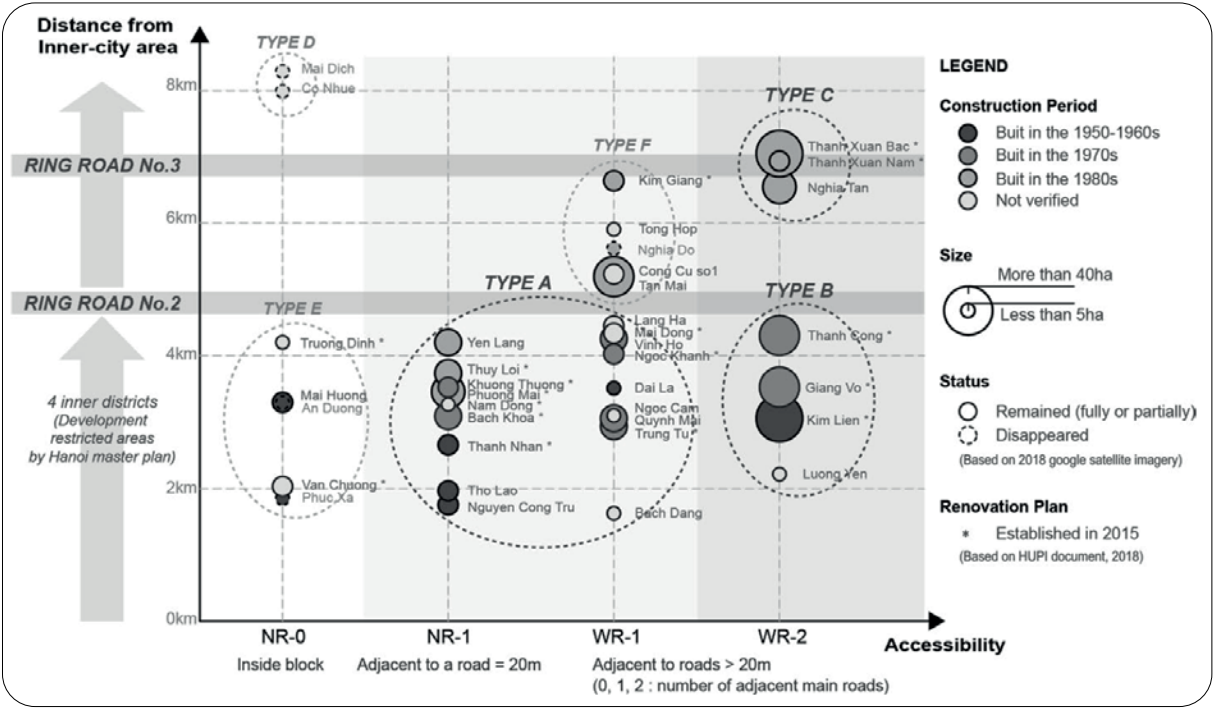 Distance from
Inner-city area
8km
6km
4km
2km
0km
RING ROAD No.3
RING ROAD No.2
4 inner districts
(Development
restricted areas
by Hanoi master plan)
TYPE D
Mai Dich
Co Nhue
TYPE E
Truong Dinh *
Mai Huong
An Duong
Van Chuong *
Phuc Xa
TYPE A
Yen Lang
Thuy Loi *
Khuong Thuong *
Phuong Mai *
Nam Dong *
Bach Khoa *
Thanh Nhan *
Tho Lao
Nguyen Cong Tru
TYPE F
Kim Giang *
Tong Hop
Nghia Do
Cong Cu so1
Tan Mai
Lang Ha
Mai Dong *
Vinh Ho
Ngoc Khanh *
Dai La
Ngoc Cam
Quynh Mai
Trung Tu *
Bach Dang
TYPE C
Thanh Xuan Bac *
Thanh Xuan Nam *
Nghia Tan
TYPE B
Thanh Cong *
Giang Vo *
Kim Lien *
Luong Yen
NR-0
NR-1
WR-1
WR-2
Accessibility
Inside block
Adjacent to a road = 20m
Adjacent to roads > 20m
(0, 1, 2 : number of adjacent main roads)
LEGEND
Construction Period
Buit in the 1950-1960s
Buit in the 1970s
Buit in the 1980s
Not verified
Size
More than 40ha
Less than 5ha
Status
Remained (fully or partially)
Disappeared
(Based on 2018 google satellite imagery)
Renovation Plan
* Established in 2015
(Based on HUPI document, 2018)